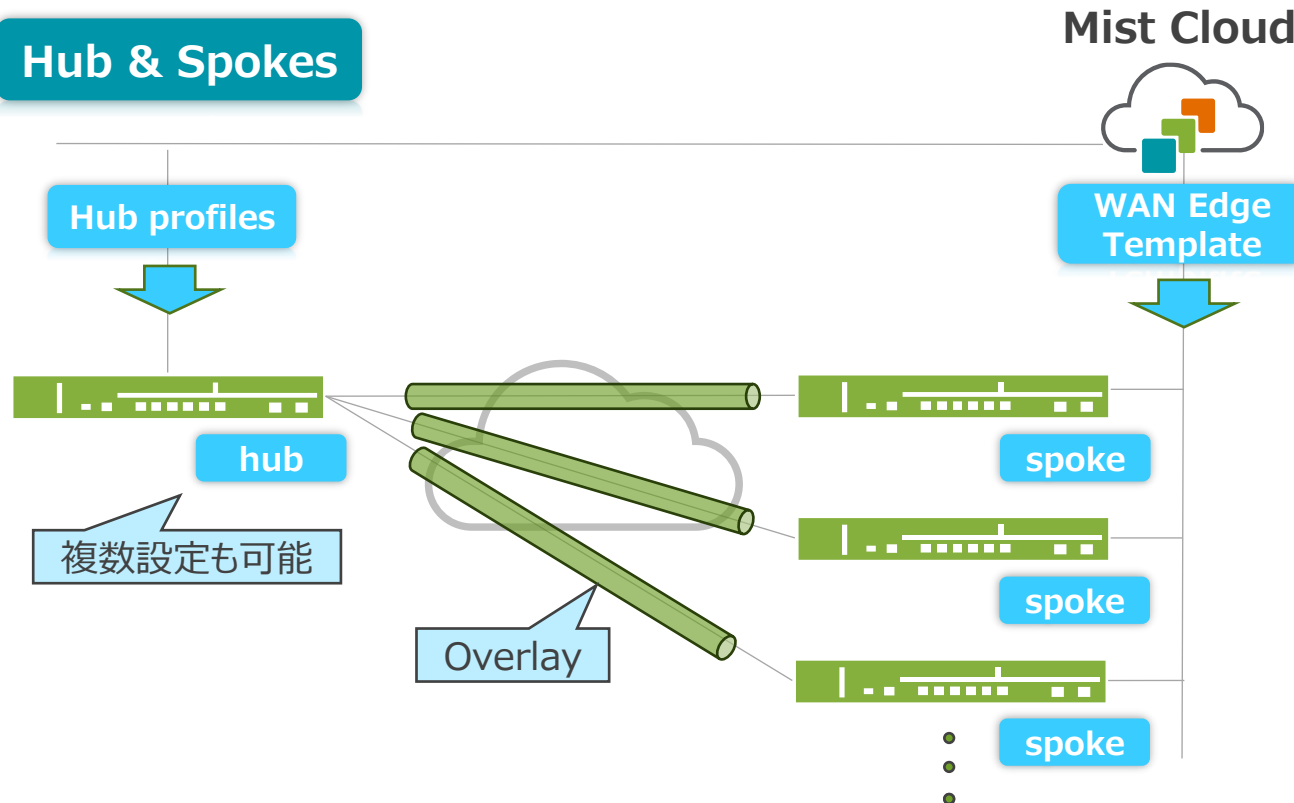 Mist Cloud
Hub & Spokes
Hub profiles
WAN Edge
Template
hub
spoke
複数設定も可能
spoke
Overlay
spoke